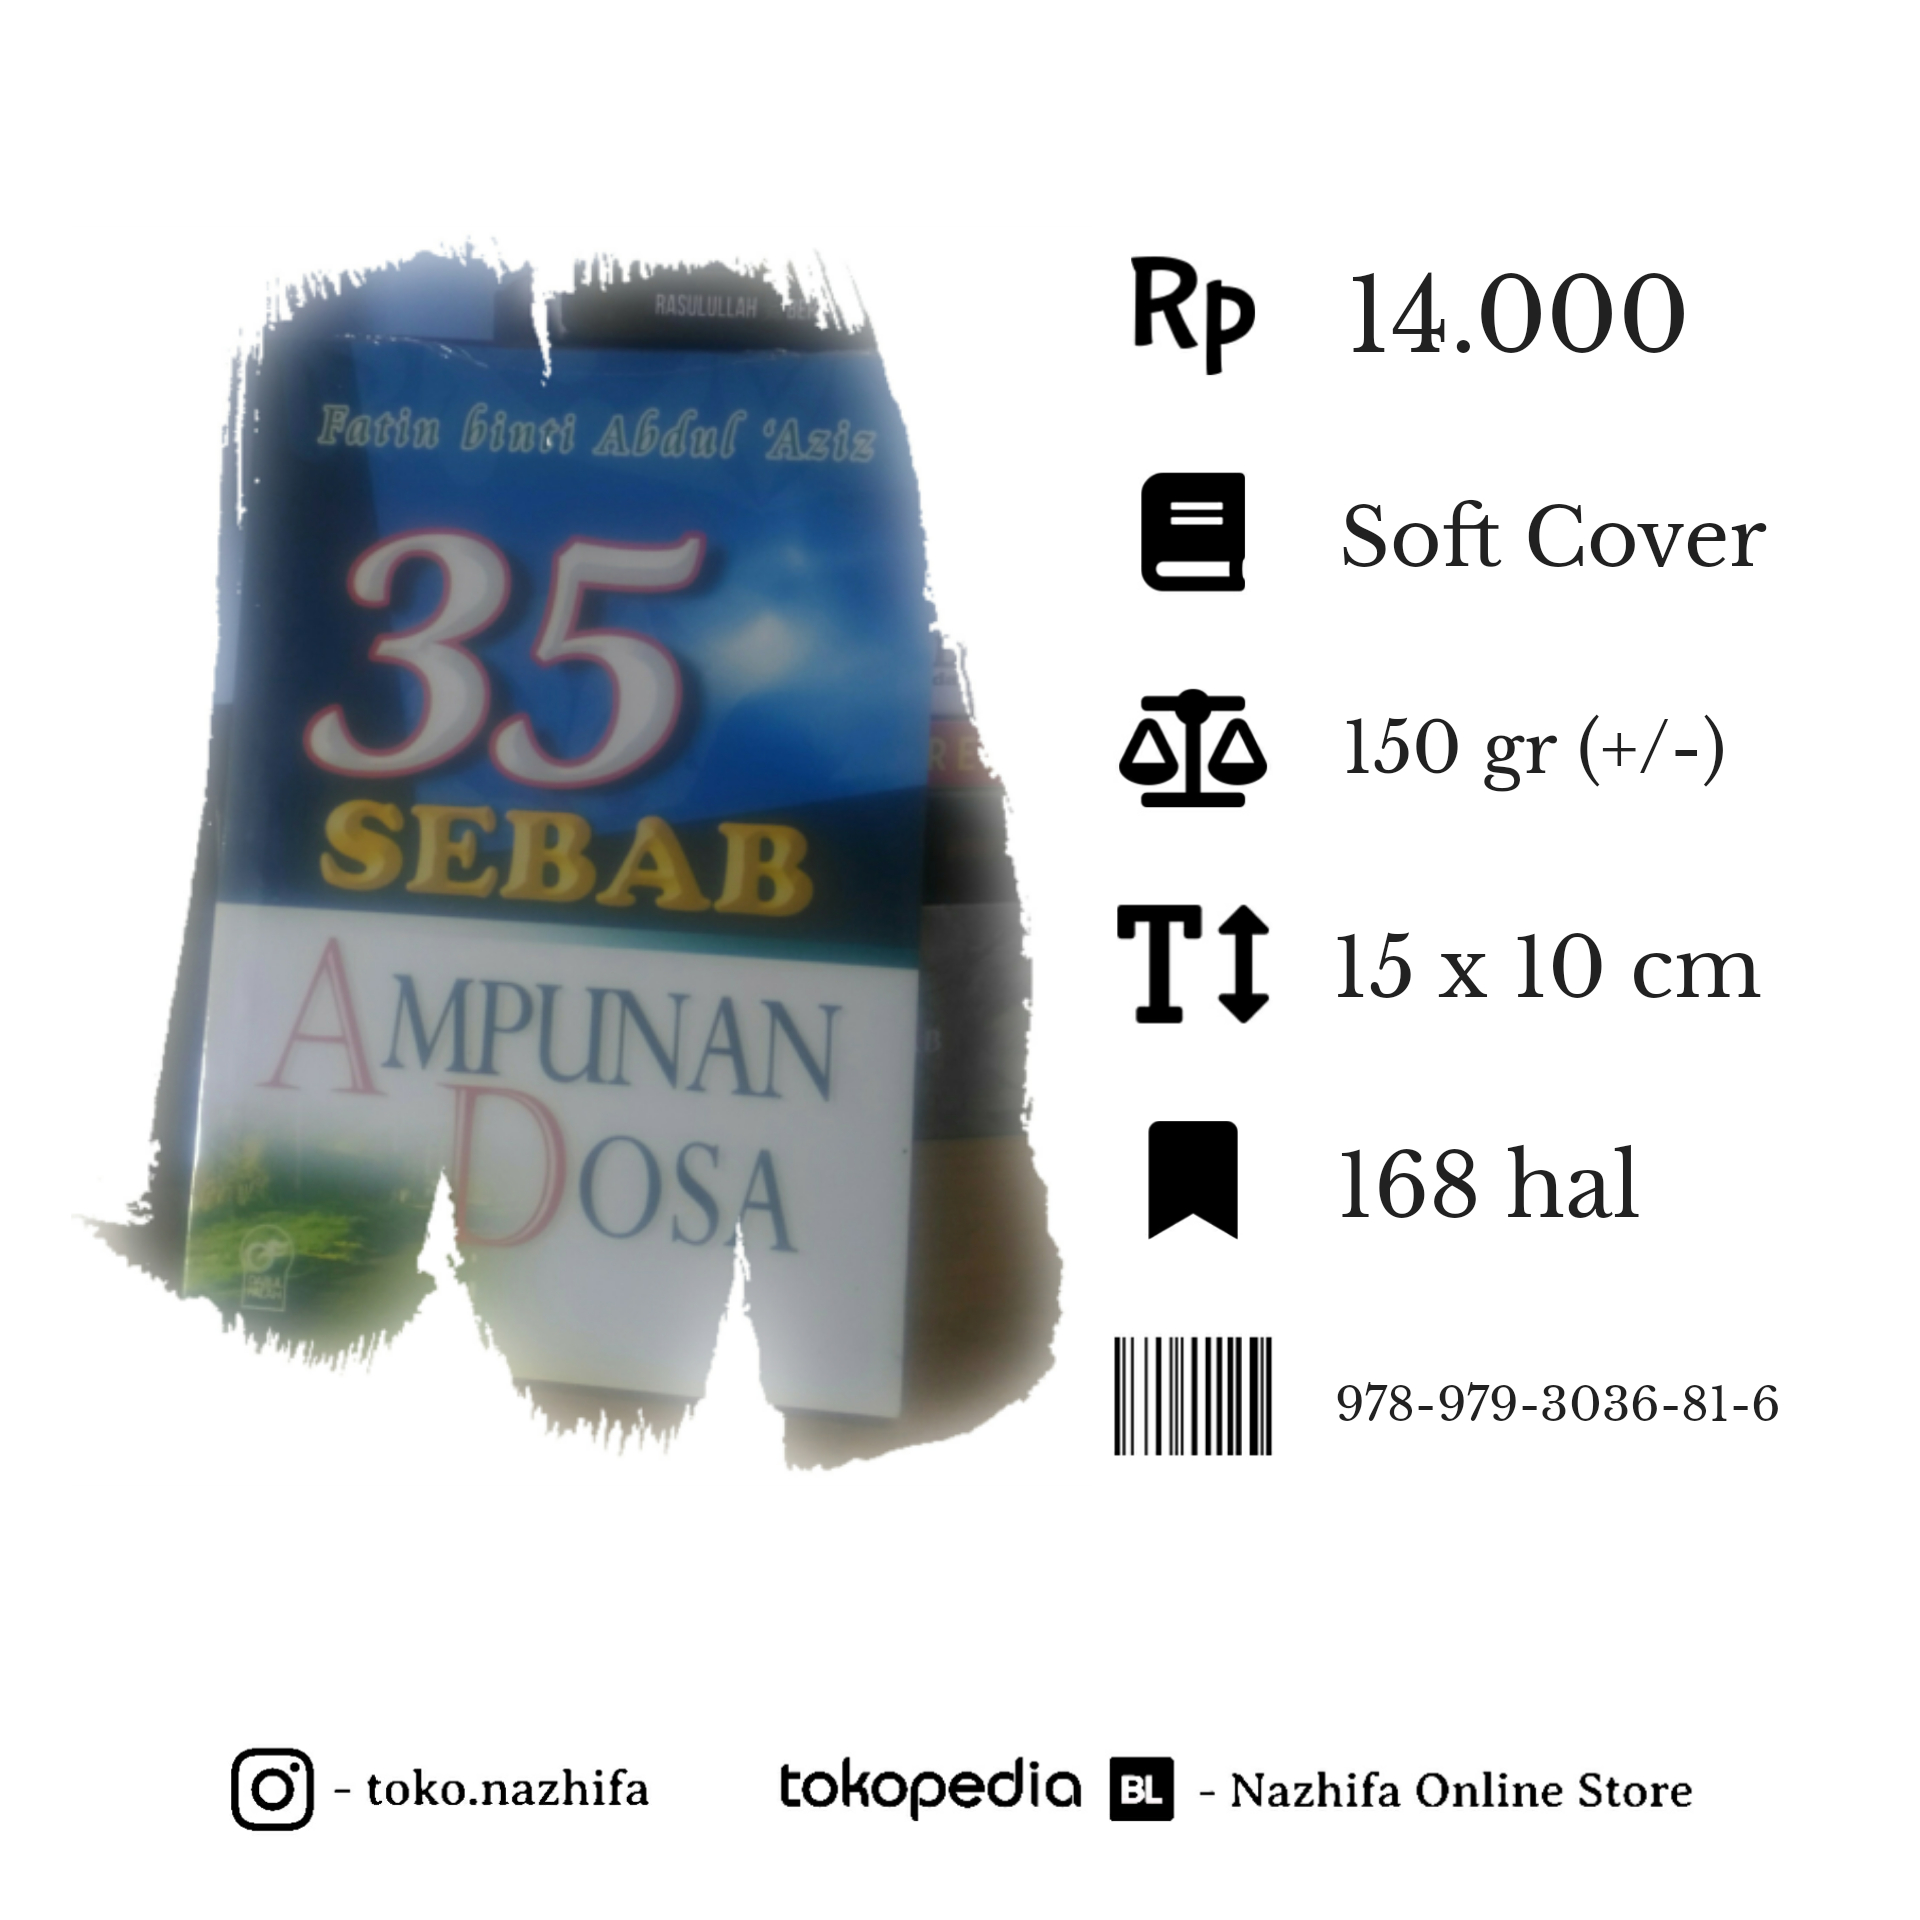 RASULULLAH
Fatin binti Abdul ‘Aziz
35
SEBAB
AMPUNAN
DOSA
Rp 14.000
Soft Cover
150 gr (+/-)
15 x 10 cm
168 hal
978-979-3036-81-6
- toko.nazhifa
tokopedia BL - Nazhifa Online Store